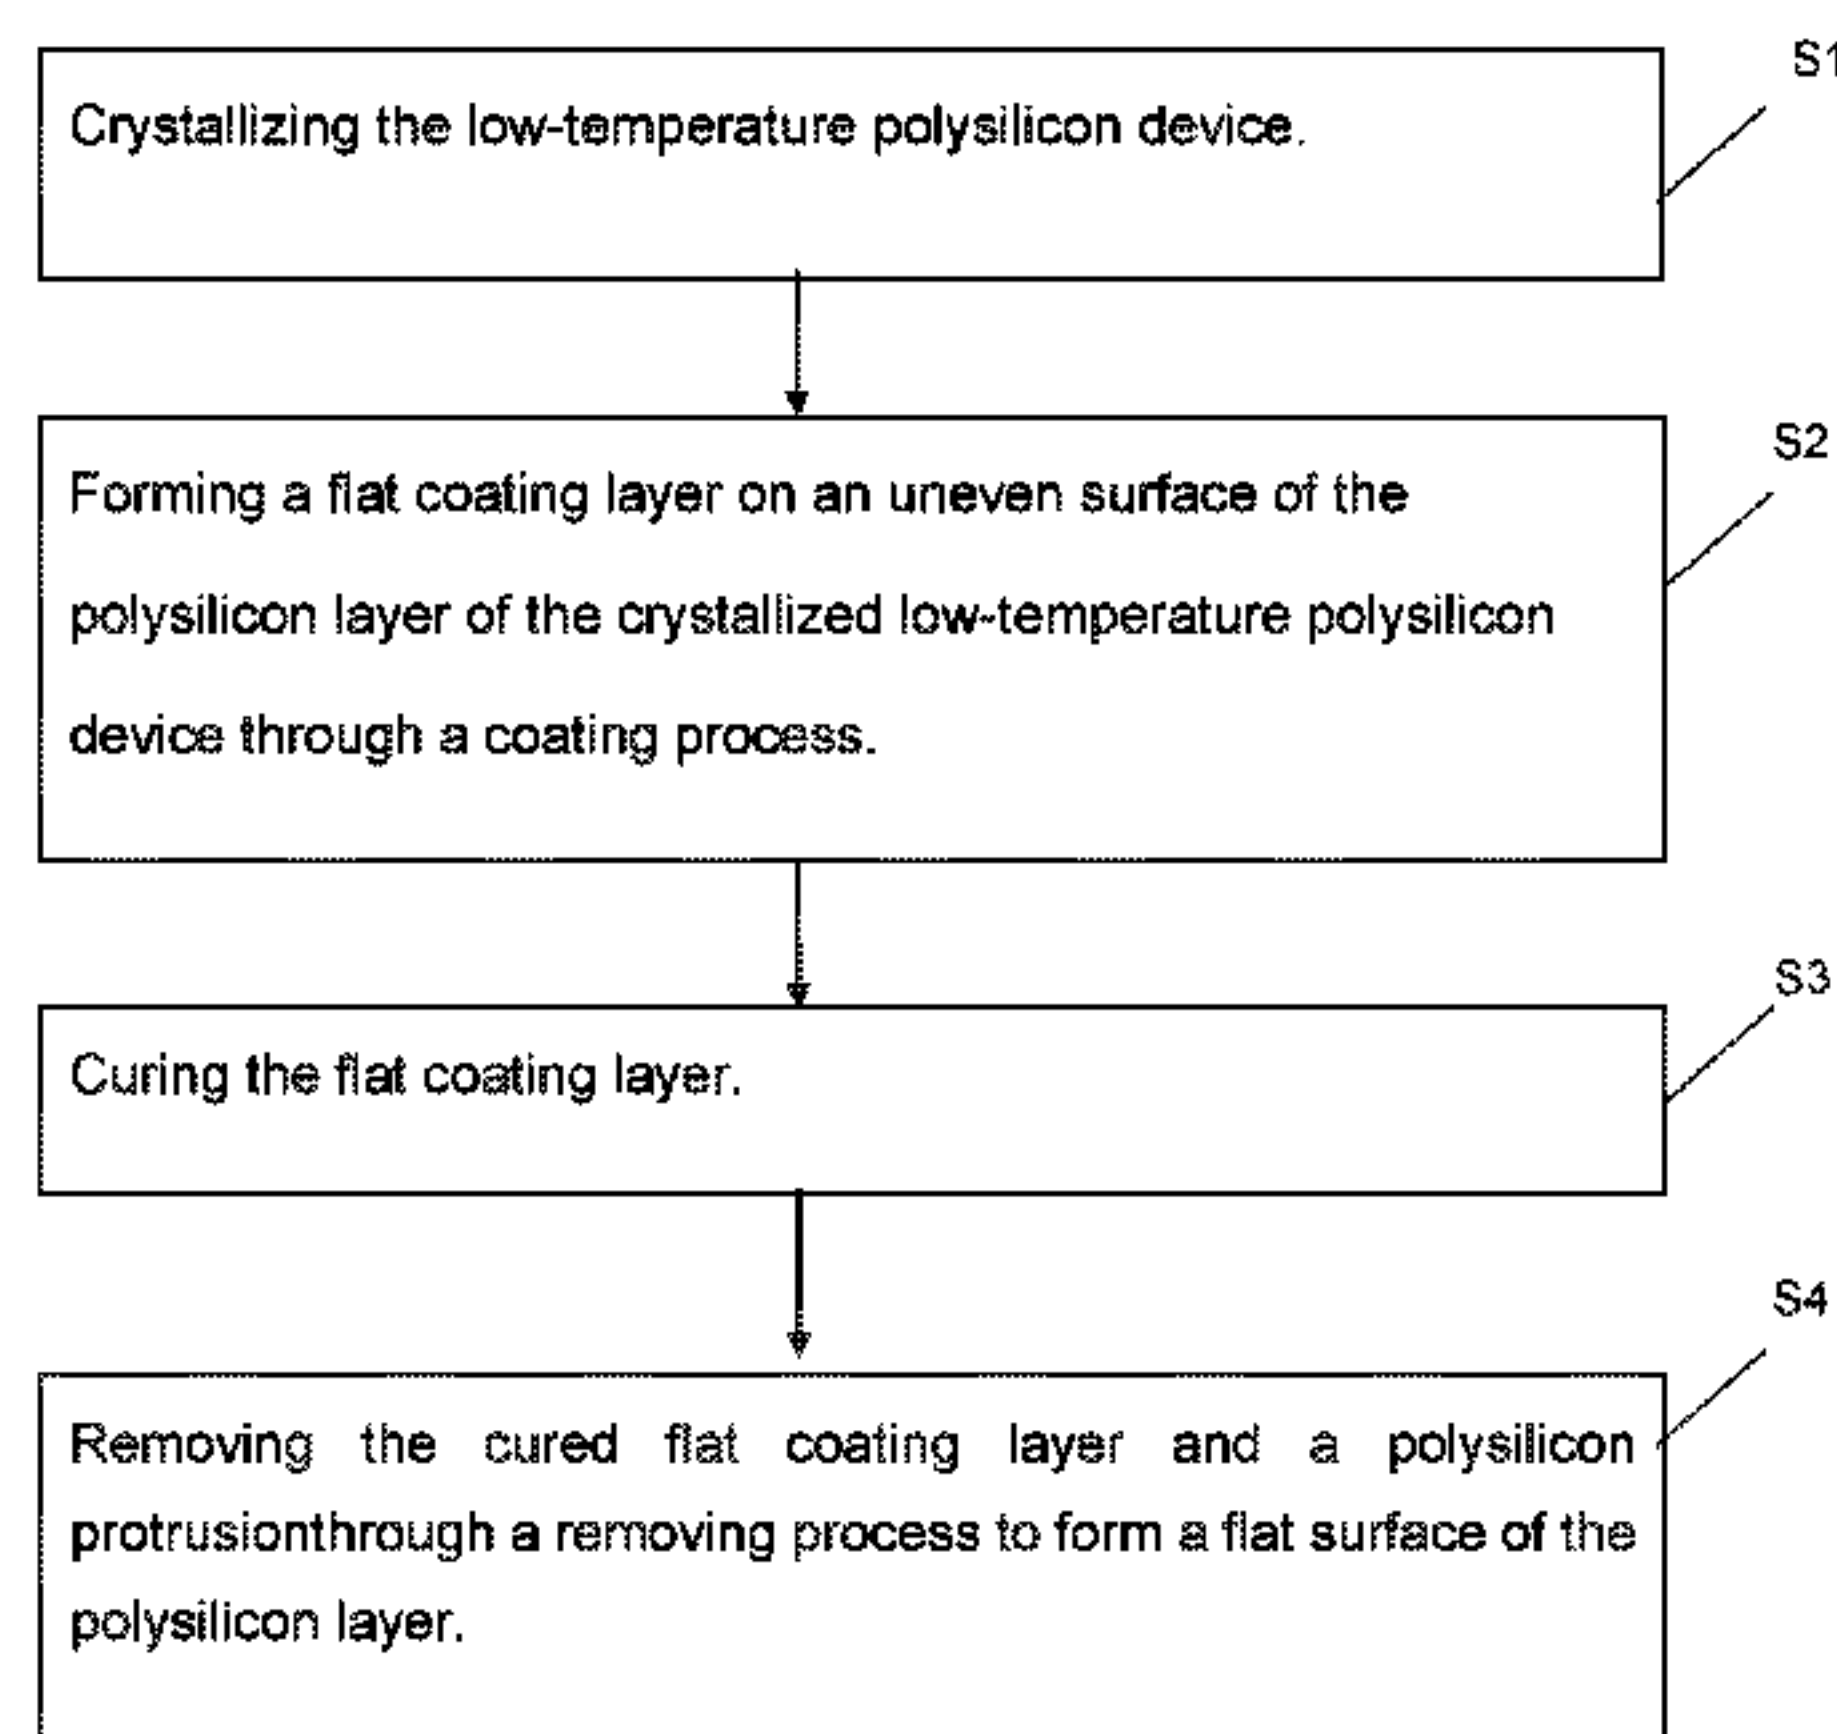 S1
Crystallizing the low-temperature polysilicon device.
S2
Forming a flat coating layer on an uneven surface of the
polysilicon layer of the crystallized low-temperature polysilicon
device through a coating process.
S3
Curing the flat coating layer.
S4
Removing the cured flat coating layer and a polysilicon
protrusionthrough a removing process to form a flat surface of the
polysilicon layer.